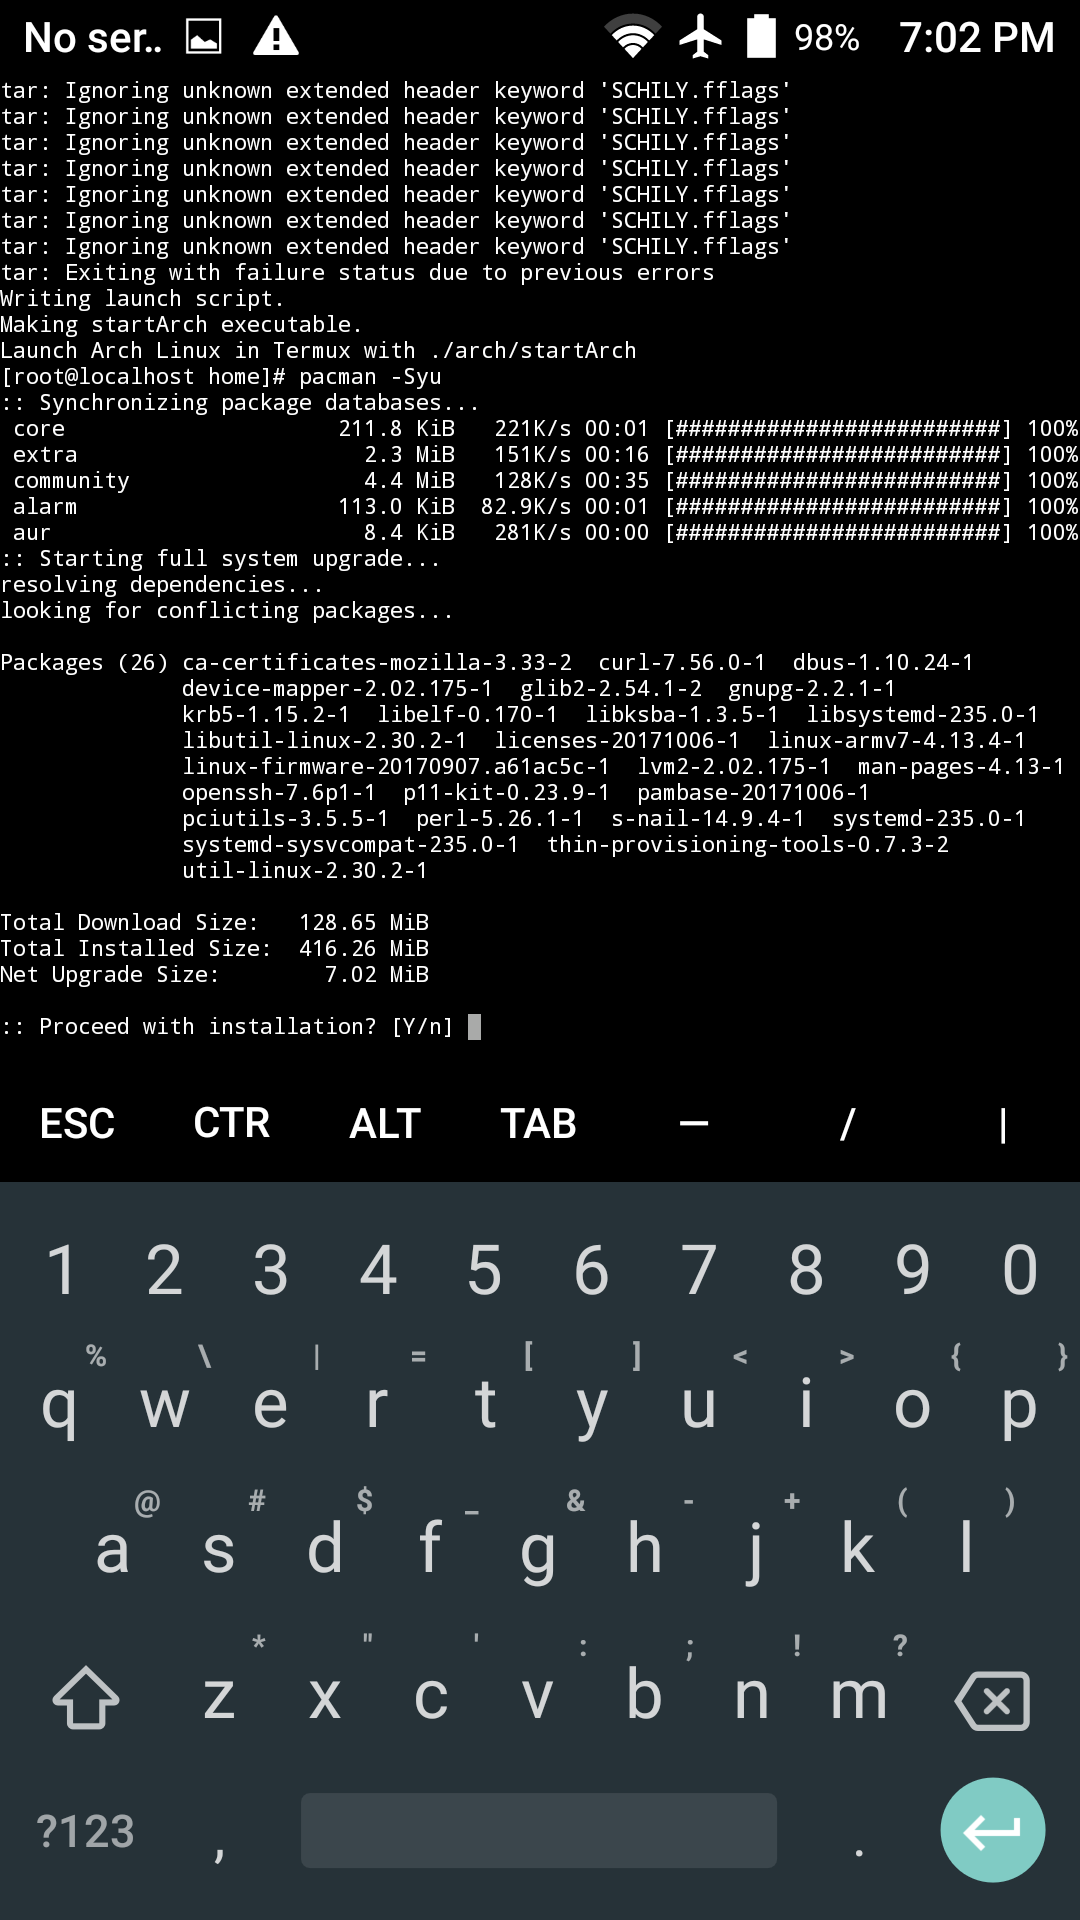 No ser.. 98% 7:02 PM
tar: Ignoring unknown extended header keyword 'SCHILY.fflags'
tar: Ignoring unknown extended header keyword 'SCHILY.fflags'
tar: Ignoring unknown extended header keyword 'SCHILY.fflags'
tar: Ignoring unknown extended header keyword 'SCHILY.fflags'
tar: Ignoring unknown extended header keyword 'SCHILY.fflags'
tar: Ignoring unknown extended header keyword 'SCHILY.fflags'
tar: Ignoring unknown extended header keyword 'SCHILY.fflags'
tar: Exiting with failure status due to previous errors
Writing launch script.
Making startArch executable.
Launch Arch Linux in Termux with ./arch/startArch
[root@localhost home]# pacman -Syu
:: Synchronizing package databases...
core 211.8 KiB 221K/s 00:01 [#########################] 100%
extra 2.3 MiB 151K/s 00:16 [#########################] 100%
community 4.4 MiB 128K/s 00:35 [#########################] 100%
alarm 113.0 KiB 82.9K/s 00:01 [#########################] 100%
aur 8.4 KiB 281K/s 00:00 [#########################] 100%
:: Starting full system upgrade...
resolving dependencies...
looking for conflicting packages...
Packages (26) ca-certificates-mozilla-3.33-2 curl-7.56.0-1 dbus-1.10.24-1
device-mapper-2.02.175-1 glib2-2.54.1-2 gnupg-2.2.1-1
krb5-1.15.2-1 libelf-0.170-1 libksba-1.3.5-1 libsystemd-235.0-1
libutil-linux-2.30.2-1 licenses-20171006-1 linux-armv7-4.13.4-1
linux-firmware-20170907.a61ac5c-1 lvm2-2.02.175-1 man-pages-4.13-1
openssh-7.6p1-1 p11-kit-0.23.9-1 pambase-20171006-1
pciutils-3.5.5-1 perl-5.26.1-1 s-nail-14.9.4-1 systemd-235.0-1
systemd-sysvcompat-235.0-1 thin-provisioning-tools-0.7.3-2
util-linux-2.30.2-1
Total Download Size: 128.65 MiB
Total Installed Size: 416.26 MiB
Net Upgrade Size: 7.02 MiB
:: Proceed with installation? [Y/n]
ESC CTR ALT TAB — / |
1 2 3 4 5 6 7 8 9 0
% \ | = [ ] < > { }
q w e r t y u i o p
@ # $ _ & - + ( )
a s d f g h j k l
* " ' : ; ! ?
z x c v b n m
?123 , .